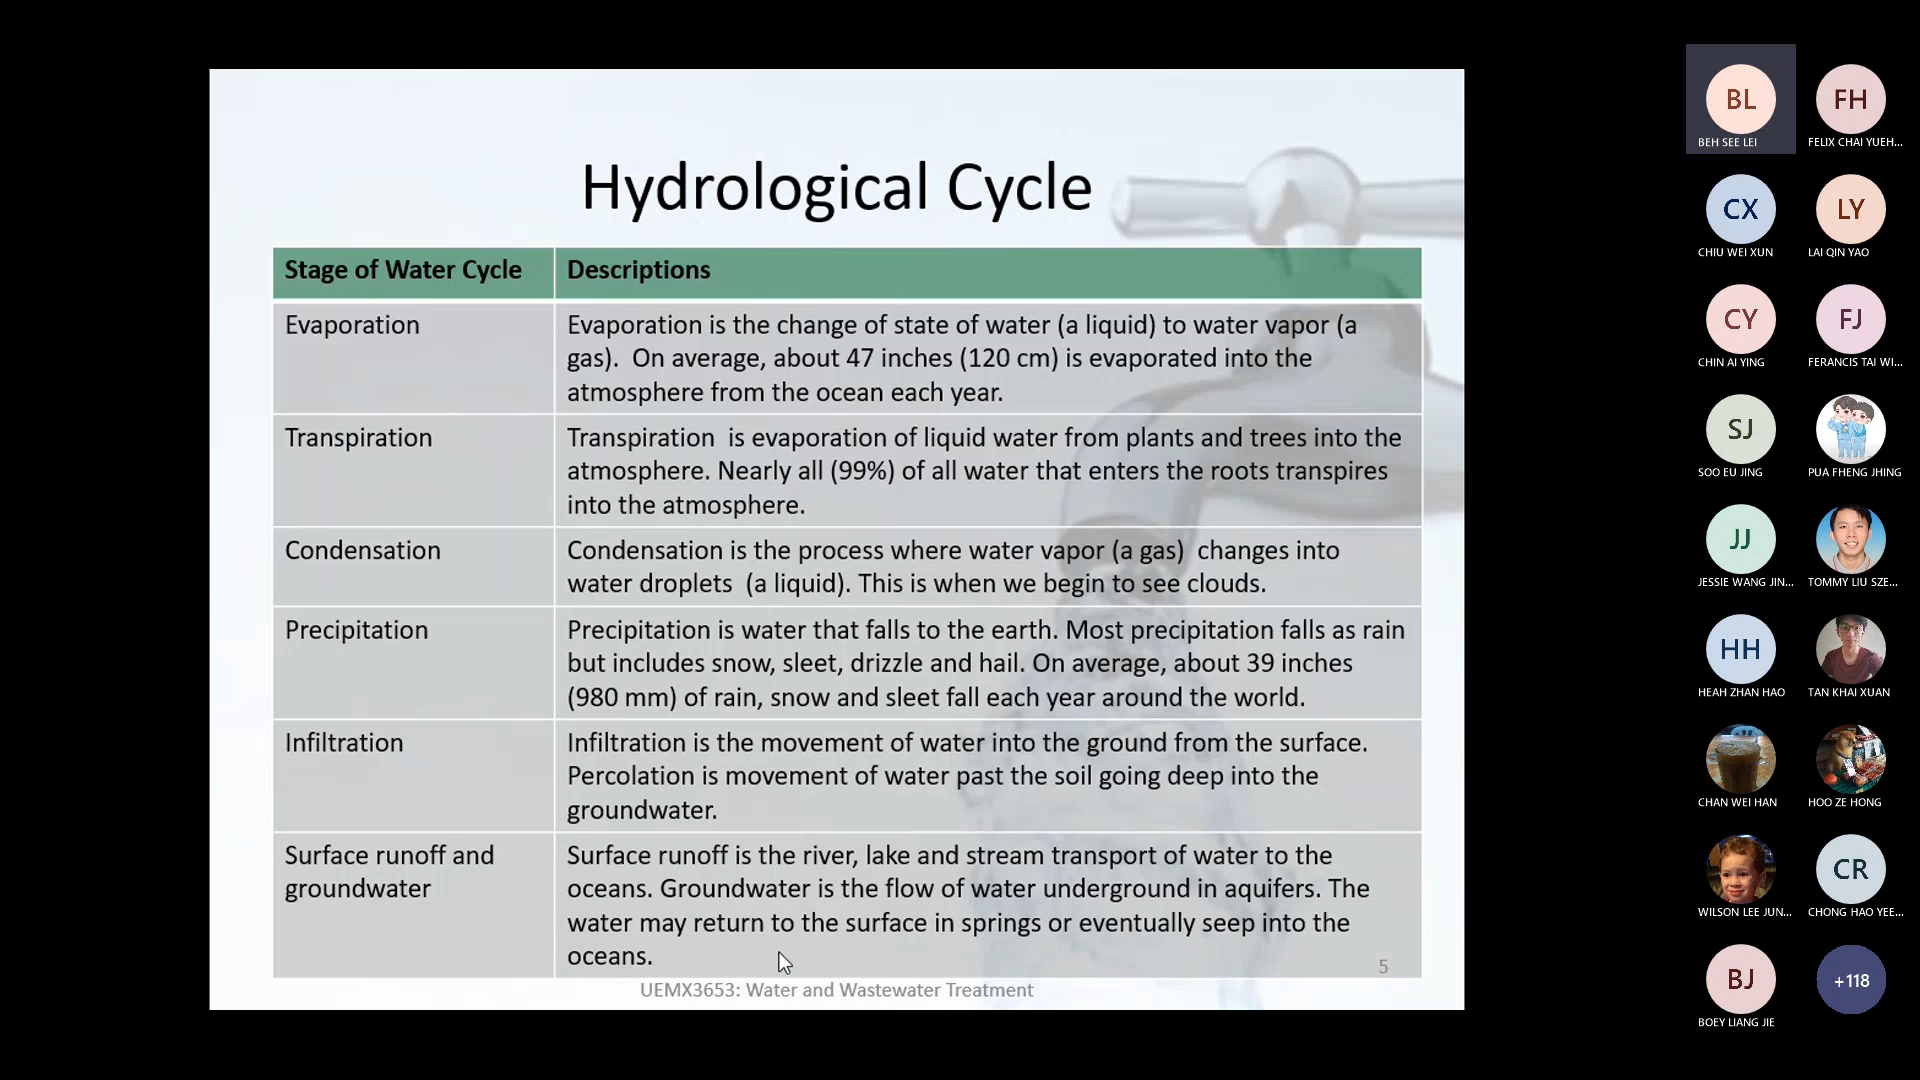 Hydrological Cycle
Stage of Water Cycle
Descriptions
Evaporation
Evaporation is the change of state of water (a liquid) to water vapor (a
gas).  On average, about 47 inches (120 cm) is evaporated into the
atmosphere from the ocean each year.
Transpiration
Transpiration  is evaporation of liquid water from plants and trees into the
atmosphere. Nearly all (99%) of all water that enters the roots transpires
into the atmosphere.
Condensation
Condensation is the process where water vapor (a gas)  changes into
water droplets  (a liquid). This is when we begin to see clouds.
Precipitation
Precipitation is water that falls to the earth. Most precipitation falls as rain
but includes snow, sleet, drizzle and hail. On average, about 39 inches
(980 mm) of rain, snow and sleet fall each year around the world.
Infiltration
Infiltration is the movement of water into the ground from the surface.
Percolation is movement of water past the soil going deep into the
groundwater.
Surface runoff and
groundwater
Surface runoff is the river, lake and stream transport of water to the
oceans. Groundwater is the flow of water underground in aquifers. The
water may return to the surface in springs or eventually seep into the
oceans.
5
UEMX3653: Water and Wastewater Treatment
BL
BEH SEE LEI
FH
FELIX CHAI YUEH...
CX
CHIU WEI XUN
LY
LAI QIN YAO
CY
CHIN AI YING
FJ
FERANCIS TAI WI...
SJ
SOO EU JING
PUA FHENG JHING
JJ
JESSIE WANG JIN...
TOMMY LIU SZE...
HH
HEAH ZHAN HAO
TAN KHAI XUAN
CHAN WEI HAN
HOO ZE HONG
WILSON LEE JUN...
CR
CHONG HAO YEE...
BJ
BOEY LIANG JIE
+118